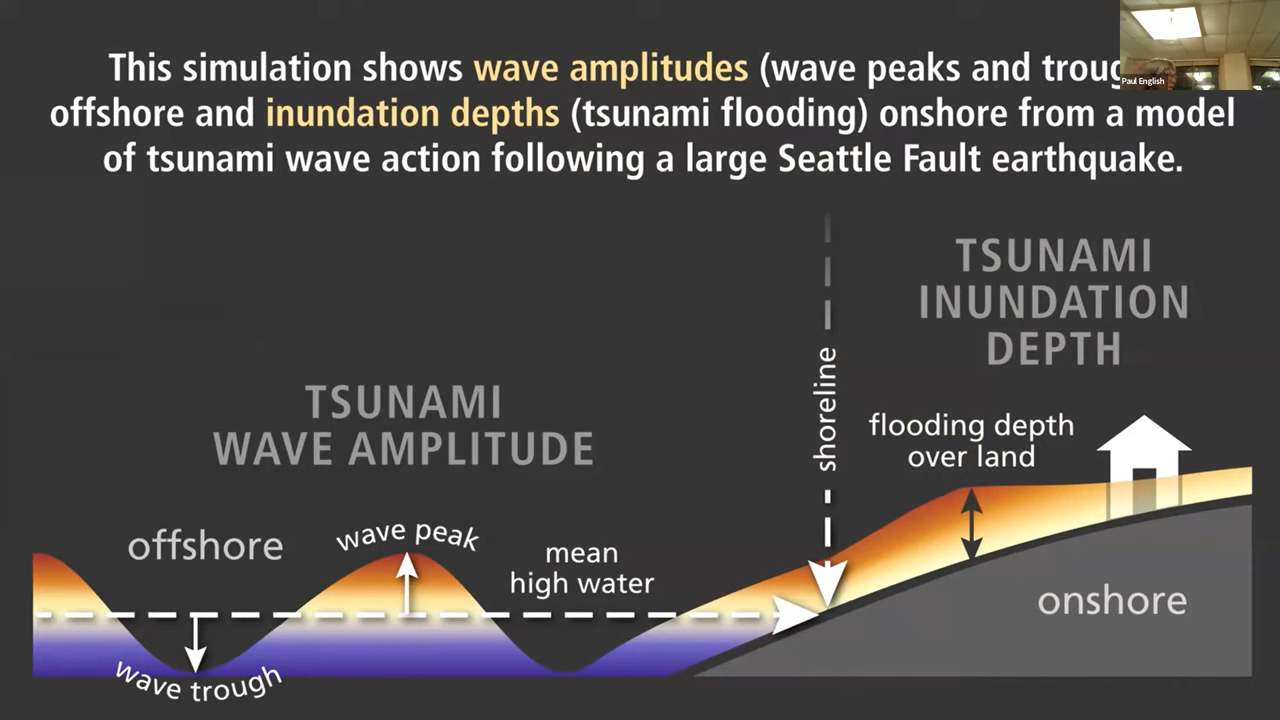 This simulation shows wave amplitudes (wave peaks and
offshore and inundation depths (tsunami flooding) onshore from a model
of tsunami wave action following a large Seattle Fault earthquake.
Paul English
TSUNAMI
INUNDATION
DEPTH
TSUNAMI
WAVE AMPLITUDE
shoreline
flooding depth
over land
offshore
wave peak
mean
high water
onshore
wave trough